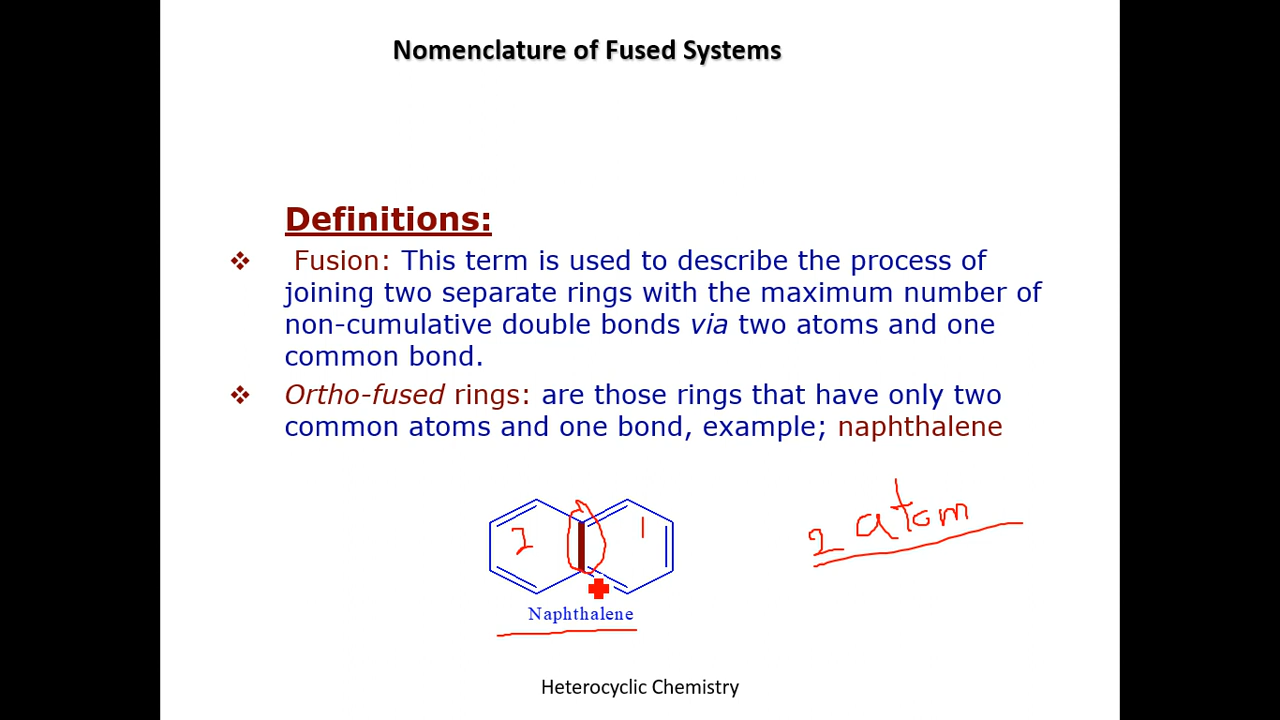 Nomenclature of Fused Systems
Definitions:
❖ Fusion: This term is used to describe the process of
joining two separate rings with the maximum number of
non-cumulative double bonds via two atoms and one
common bond.
❖ Ortho-fused rings: are those rings that have only two
common atoms and one bond, example; naphthalene
2 1
2 atom
Naphthalene
Heterocyclic Chemistry